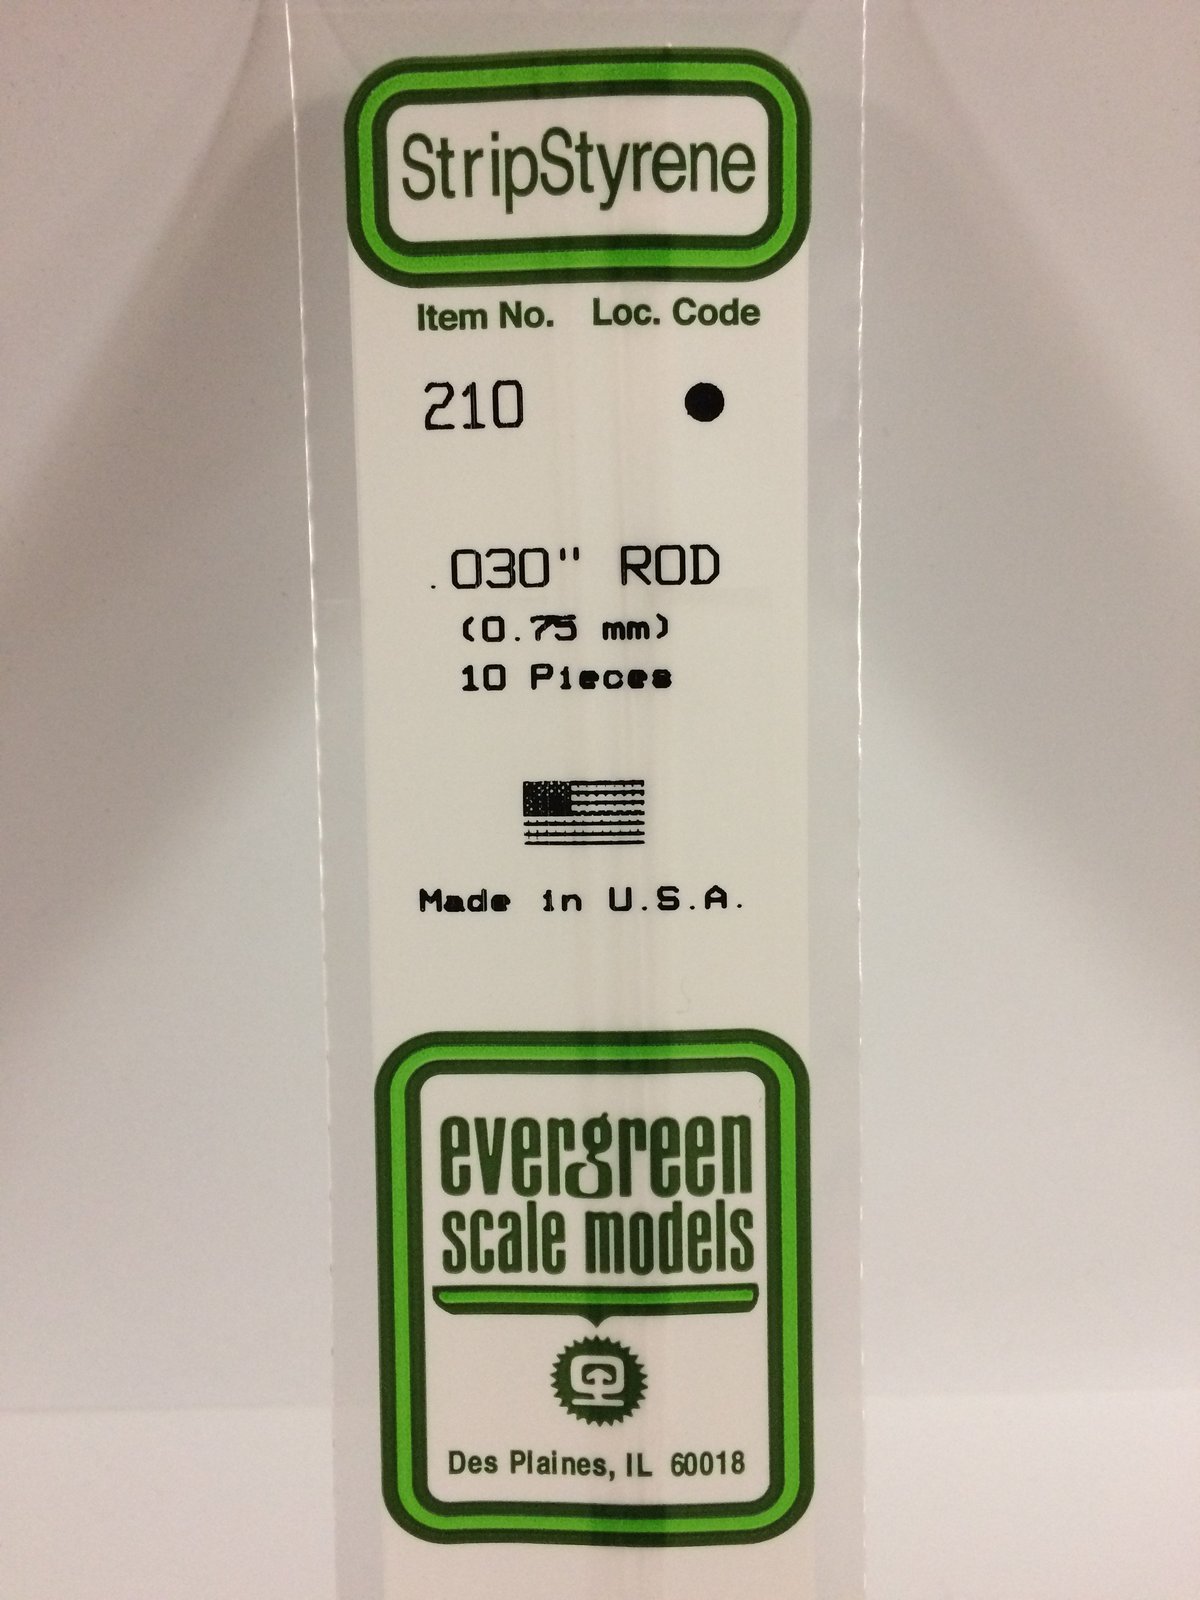 StripStyrene
Item No. Loc. Code
210
.030" ROD
(0.75 mm)
10 Pieces
Made in U.S.A.
evergreen
scale models
Des Plaines, IL 60018